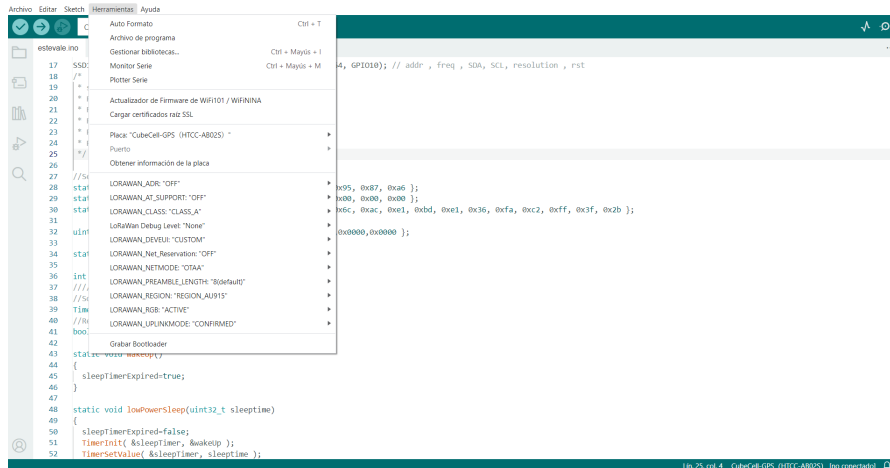 Archivo Editar Sketch Herramientas Ayuda
estevale.ino
Auto Formato Ctrl + T
Archivo de programa
Gestionar bibliotecas... Ctrl + Mayús + I
Monitor Serie Ctrl + Mayús + M
Plotter Serie
Actualizador de Firmware de WiFi101 / WiFiNINA
Cargar certificados raíz SSL
Placa: "CubeCell-GPS (HTCC-AB02S) "
Puerto
Obtener información de la placa
LORAWAN_ADR: "OFF"
LORAWAN_AT_SUPPORT: "OFF"
LORAWAN_CLASS: "CLASS_A"
LoRaWan Debug Level: "None"
LORAWAN_DEVEUI: "CUSTOM"
LORAWAN_Net_Reservation: "OFF"
LORAWAN_NETMODE: "OTAA"
LORAWAN_PREAMBLE_LENGTH: "8(default)"
LORAWAN_REGION: "REGION_AU915"
LORAWAN_RGB: "ACTIVE"
LORAWAN_UPLINKMODE: "CONFIRMED"
Grabar Bootloader
17 4, GPIO10); // addr , freq , SDA, SCL, resolution , rst
18 /*
19 *
20 *
21 *
22 *
23 *
24 *
25 */
26
27
28 stat x95, 0x87, 0xa6 };
29 stat x00, 0x00, 0x00 };
30 stat x6c, 0xac, 0xe1, 0xbd, 0xe1, 0x36, 0xfa, 0xc2, 0xff, 0x3f, 0x2b };
31
32 uint 0x0000,0x0000 };
33
34 stat
35
36 int
37 ////
38
39 Time
40
41 bool
42
43 static void wakeUp()
44 {
45 sleepTimerExpired=true;
46 }
47
48 static void lowPowerSleep(uint32_t sleeptime)
49 {
50 sleepTimerExpired=false;
51 TimerInit( &sleepTimer, &wakeUp );
52 TimerSetValue( &sleepTimer, sleeptime );
Lín. 25, col. 4 CubeCell-GPS (HTCC-AB02S) [no conectado]